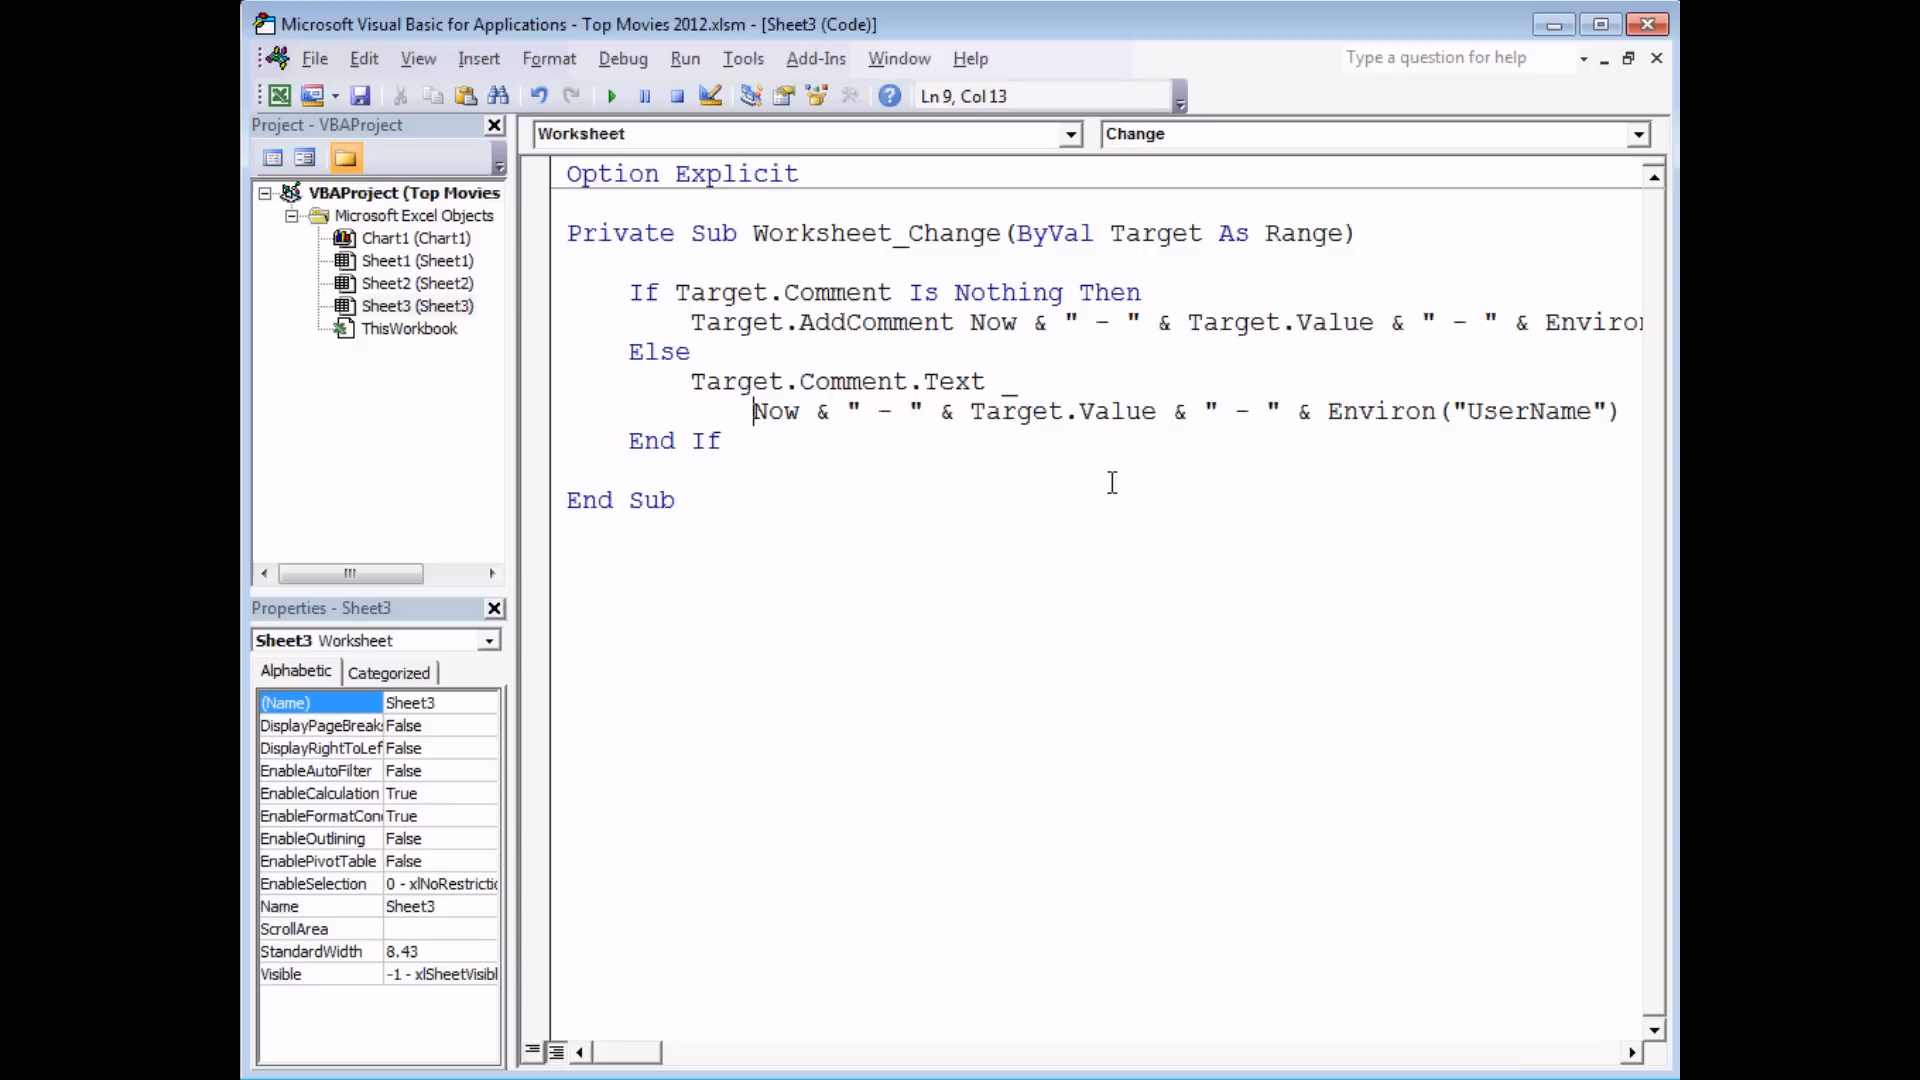 Microsoft Visual Basic for Applications - Top Movies 2012.xlsm - [Sheet3 (Code)]
File Edit View Insert Format Debug Run Tools Add-Ins Window Help
Type a question for help
Ln 9, Col 13
Project - VBAProject
Worksheet
Change
VBAProject (Top Movies
Microsoft Excel Objects
Chart1 (Chart1)
Sheet1 (Sheet1)
Sheet2 (Sheet2)
Sheet3 (Sheet3)
ThisWorkbook
Option Explicit
Private Sub Worksheet_Change(ByVal Target As Range)
If Target.Comment Is Nothing Then
Target.AddComment Now & " - " & Target.Value & " - " & Environ
Else
Target.Comment.Text _
Now & " - " & Target.Value & " - " & Environ("UserName")
End If
End Sub
Properties - Sheet3
Sheet3 Worksheet
Alphabetic Categorized
(Name) Sheet3
DisplayPageBreaks False
DisplayRightToLef False
EnableAutoFilter False
EnableCalculation True
EnableFormatCon True
EnableOutlining False
EnablePivotTable False
EnableSelection 0 - xlNoRestrictic
Name Sheet3
ScrollArea
StandardWidth 8.43
Visible -1 - xlSheetVisibl